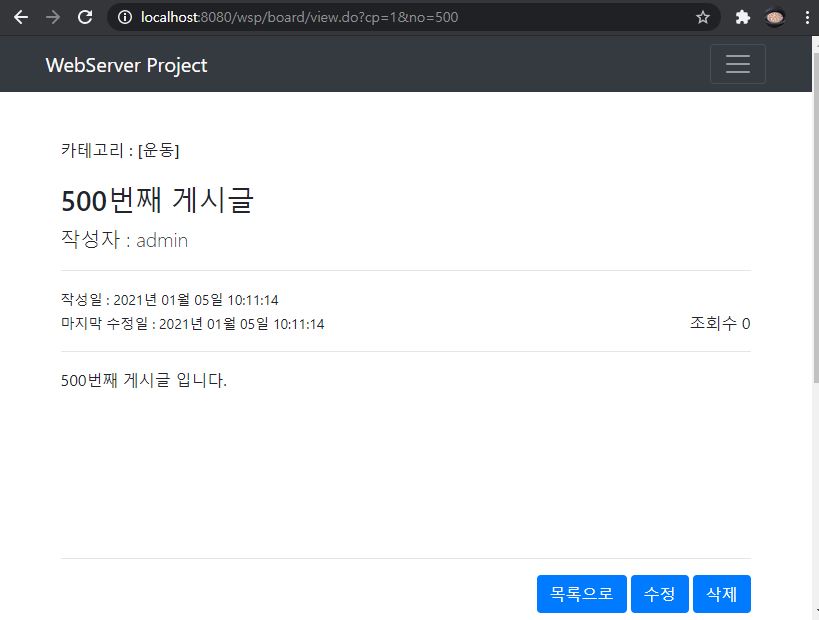 localhost:8080/wsp/board/view.do?cp=1&no=500
WebServer Project
카테고리 : [운동]
500번째 게시글
작성자 : admin
작성일 : 2021년 01월 05일 10:11:14
마지막 수정일 : 2021년 01월 05일 10:11:14
조회수 0
500번째 게시글 입니다.
목록으로 수정 삭제